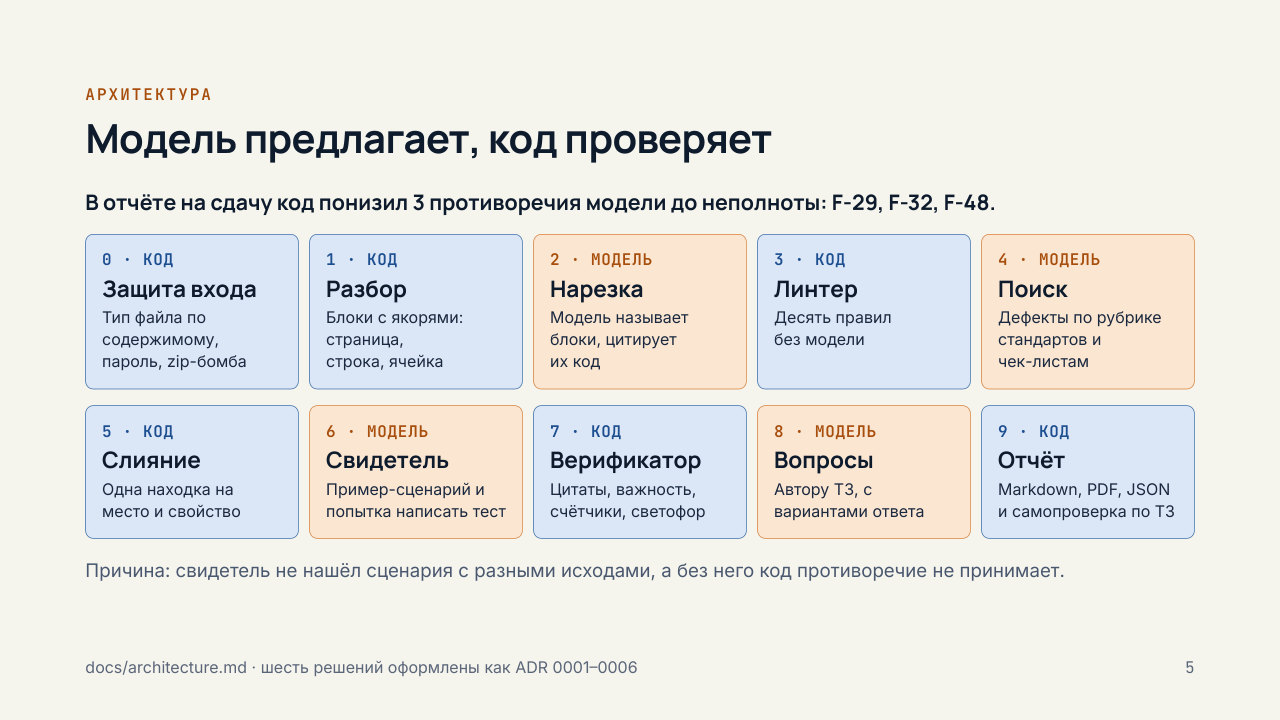 АРХИТЕКТУРА
Модель предлагает, код проверяет
В отчёте на сдачу код понизил 3 противоречия модели до неполноты: F-29, F-32, F-48.
0 · КОД
Защита входа
Тип файла по
содержимому,
пароль, zip-бомба
1 · КОД
Разбор
Блоки с якорями:
страница,
строка, ячейка
2 · МОДЕЛЬ
Нарезка
Модель называет
блоки, цитирует
их код
3 · КОД
Линтер
Десять правил
без модели
4 · МОДЕЛЬ
Поиск
Дефекты по рубрике
стандартов и
чек-листам
5 · КОД
Слияние
Одна находка на
место и свойство
6 · МОДЕЛЬ
Свидетель
Пример-сценарий и
попытка написать тест
7 · КОД
Верификатор
Цитаты, важность,
счётчики, светофор
8 · МОДЕЛЬ
Вопросы
Автору ТЗ, с
вариантами ответа
9 · КОД
Отчёт
Markdown, PDF, JSON
и самопроверка по ТЗ
Причина: свидетель не нашёл сценария с разными исходами, а без него код противоречие не принимает.
docs/architecture.md · шесть решений оформлены как ADR 0001–0006
5